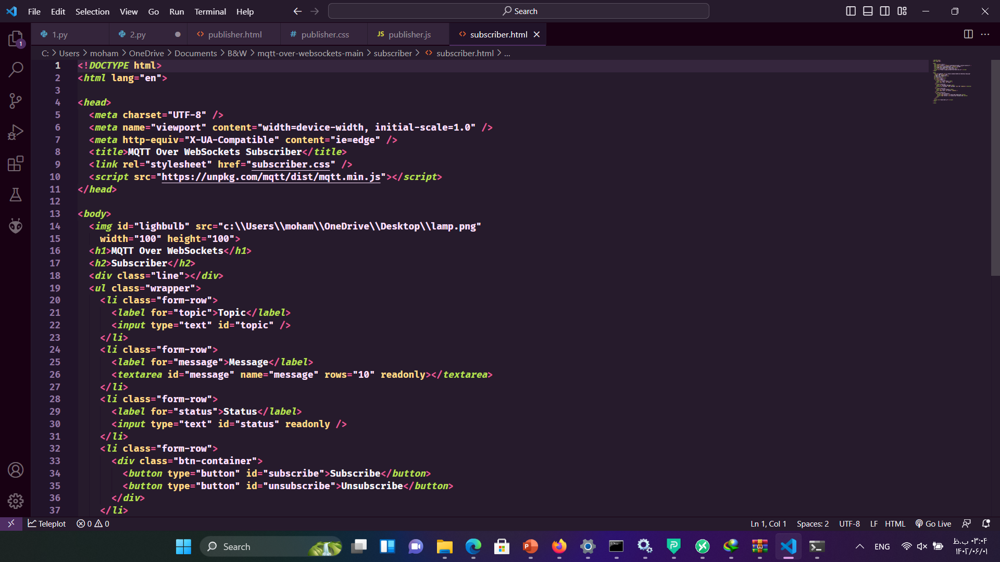 File Edit Selection View Go Run Terminal Help
Search
1
1.py
2.py
publisher.html
# publisher.css
JS publisher.js
subscriber.html
C: > Users > moham > OneDrive > Documents > B&W > mqtt-over-websockets-main > subscriber > subscriber.html > ...
1 <!DOCTYPE html>
2 <html lang="en">
3
4 <head>
5 <meta charset="UTF-8" />
6 <meta name="viewport" content="width=device-width, initial-scale=1.0" />
7 <meta http-equiv="X-UA-Compatible" content="ie=edge" />
8 <title>MQTT Over WebSockets Subscriber</title>
9 <link rel="stylesheet" href="subscriber.css" />
10 <script src="https://unpkg.com/mqtt/dist/mqtt.min.js"></script>
11 </head>
12
13 <body>
14 <img id="lighbulb" src="c:\\Users\\moham\\OneDrive\\Desktop\\lamp.png"
15 width="100" height="100">
16 <h1>MQTT Over WebSockets</h1>
17 <h2>Subscriber</h2>
18 <div class="line"></div>
19 <ul class="wrapper">
20 <li class="form-row">
21 <label for="topic">Topic</label>
22 <input type="text" id="topic" />
23 </li>
24 <li class="form-row">
25 <label for="message">Message</label>
26 <textarea id="message" name="message" rows="10" readonly></textarea>
27 </li>
28 <li class="form-row">
29 <label for="status">Status</label>
30 <input type="text" id="status" readonly />
31 </li>
32 <li class="form-row">
33 <div class="btn-container">
34 <button type="button" id="subscribe">Subscribe</button>
35 <button type="button" id="unsubscribe">Unsubscribe</button>
36 </div>
37 </li>
Teleplot 0 0
Ln 1, Col 1 Spaces: 2 UTF-8 LF HTML Go Live
Search
ENG
۰۳:۰۴ ب.ظ
۱۴۰۲/۰۶/۰۱